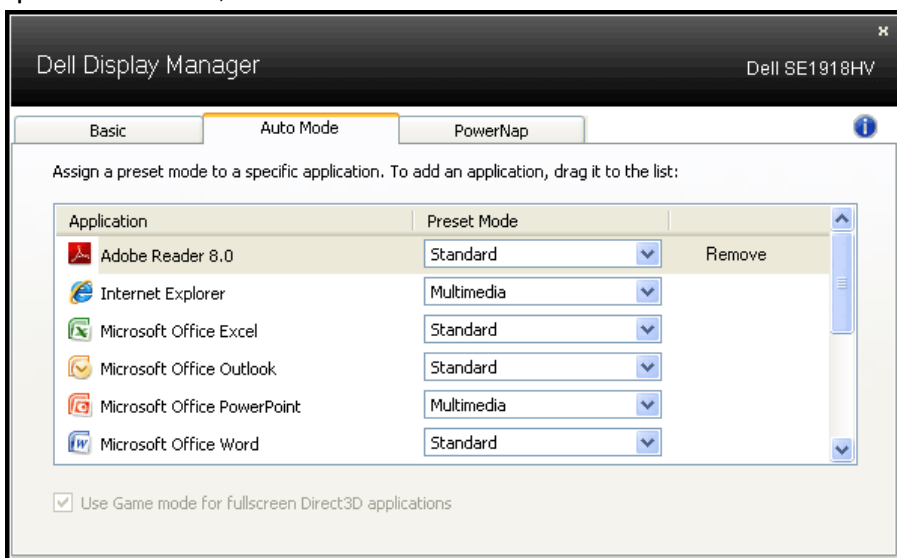 Dell Display Manager
Dell SE1918HV
Basic Auto Mode PowerNap
Assign a preset mode to a specific application. To add an application, drag it to the list:
Application Preset Mode
Adobe Reader 8.0 Standard Remove
Internet Explorer Multimedia
Microsoft Office Excel Standard
Microsoft Office Outlook Standard
Microsoft Office PowerPoint Multimedia
Microsoft Office Word Standard
Use Game mode for fullscreen Direct3D applications